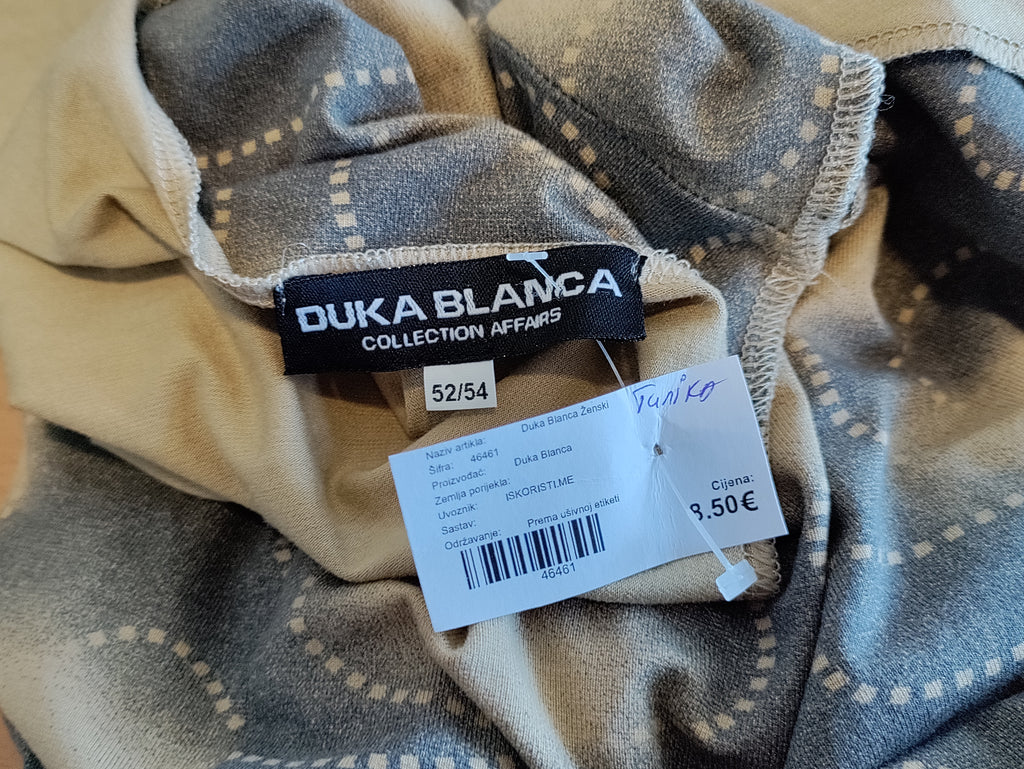 DUKA BLANCA
COLLECTION AFFAIRS
52/54
Tunika
Naziv artikla: Duka Blanca Ženski
Šifra: 46461
Proizvođač: Duka Blanca
Zemlja porijekla:
Uvoznik: ISKORISTI.ME
Sastav:
Održavanje: Prema ušivnoj etiketi
46461
Cijena:
8.50€